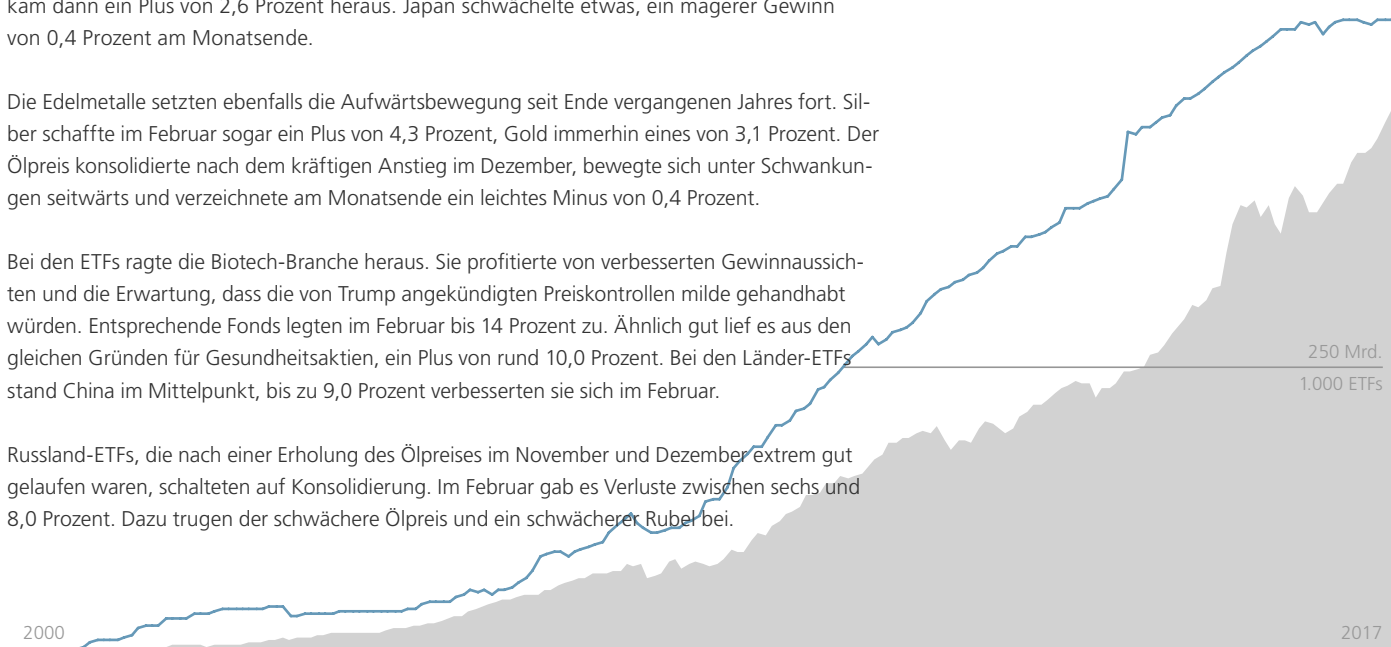 kam dann ein Plus von 2,6 Prozent heraus. Japan schwächelte etwas, ein magerer Gewinn
von 0,4 Prozent am Monatsende.
Die Edelmetalle setzten ebenfalls die Aufwärtsbewegung seit Ende vergangenen Jahres fort. Sil-
ber schaffte im Februar sogar ein Plus von 4,3 Prozent, Gold immerhin eines von 3,1 Prozent. Der
Ölpreis konsolidierte nach dem kräftigen Anstieg im Dezember, bewegte sich unter Schwankun-
gen seitwärts und verzeichnete am Monatsende ein leichtes Minus von 0,4 Prozent.
Bei den ETFs ragte die Biotech-Branche heraus. Sie profitierte von verbesserten Gewinnaussich-
ten und die Erwartung, dass die von Trump angekündigten Preiskontrollen milde gehandhabt
würden. Entsprechende Fonds legten im Februar bis 14 Prozent zu. Ähnlich gut lief es aus den
gleichen Gründen für Gesundheitsaktien, ein Plus von rund 10,0 Prozent. Bei den Länder-ETFs
stand China im Mittelpunkt, bis zu 9,0 Prozent verbesserten sie sich im Februar.
Russland-ETFs, die nach einer Erholung des Ölpreises im November und Dezember extrem gut
gelaufen waren, schalteten auf Konsolidierung. Im Februar gab es Verluste zwischen sechs und
8,0 Prozent. Dazu trugen der schwächere Ölpreis und ein schwächerer Rubel bei.
250 Mrd.
1.000 ETFs
2000
2017